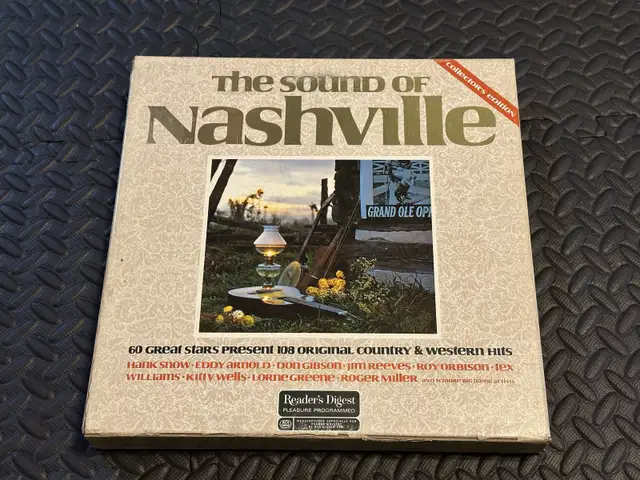 The Sound of
Nashville
collector's edition
GRAND OLE OP
60 Great Stars Present 108 Original Country & Western Hits
Hank Snow · Eddy Arnold · Don Gibson · Jim Reeves · Roy Orbison · Tex
Williams · Kitty Wells · Lorne Greene · Roger Miller
Reader's Digest
PLEASURE PROGRAMMED